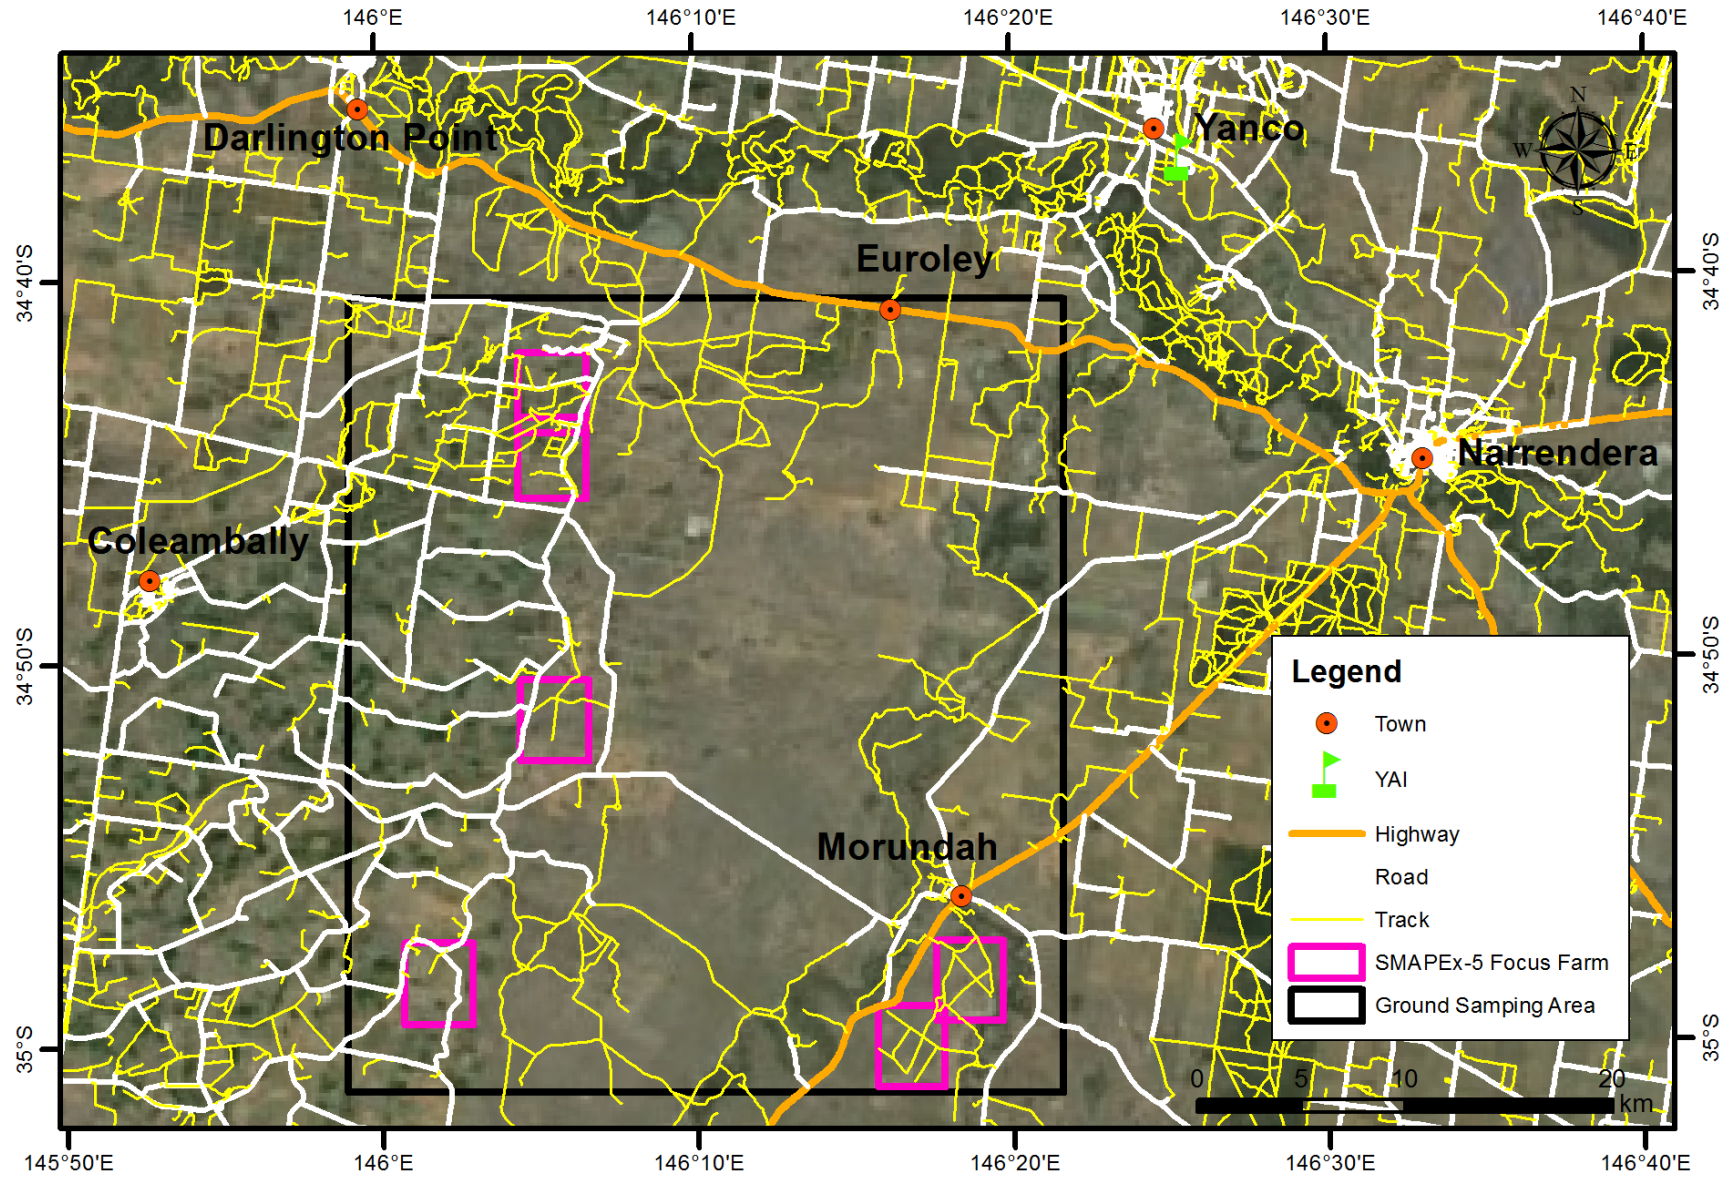 146°E 146°10'E 146°20'E 146°30'E 146°40'E
N
W E
S
Darlington Point
Yanco
Euroley
34°40'S 34°40'S
Narrendera
Coleambally
34°50'S 34°50'S
Morundah
35°S 35°S
Legend
Town
YAI
Highway
Road
Track
SMAPEx-5 Focus Farm
Ground Samping Area
0 5 10 20
km
145°50'E 146°E 146°10'E 146°20'E 146°30'E 146°40'E